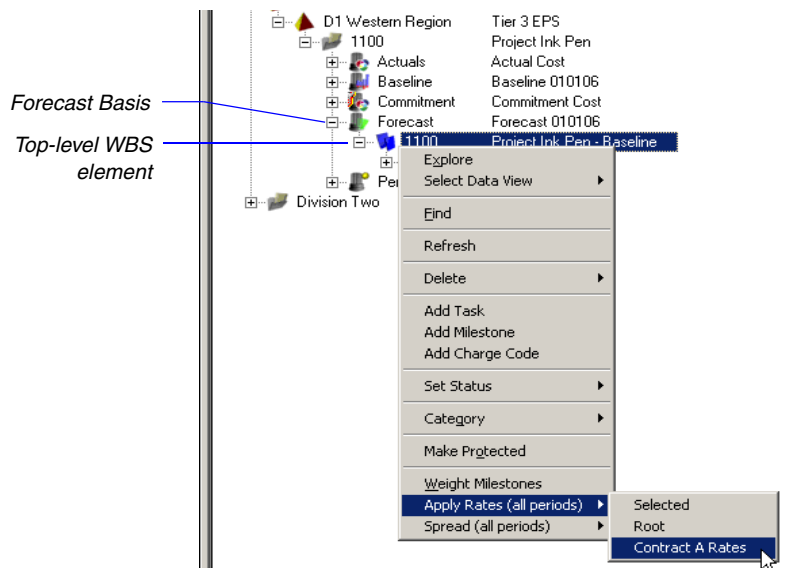 D1 Western Region Tier 3 EPS
1100 Project Ink Pen
Actuals Actual Cost
Baseline Baseline 010106
Commitment Commitment Cost
Forecast Basis
Forecast Forecast 010106
Top-level WBS
element
1100 Project Ink Pen - Baseline
Explore
Per
Select Data View
Division Two
Find
Refresh
Delete
Add Task
Add Milestone
Add Charge Code
Set Status
Category
Make Protected
Weight Milestones
Apply Rates (all periods) Selected
Spread (all periods) Root
Contract A Rates